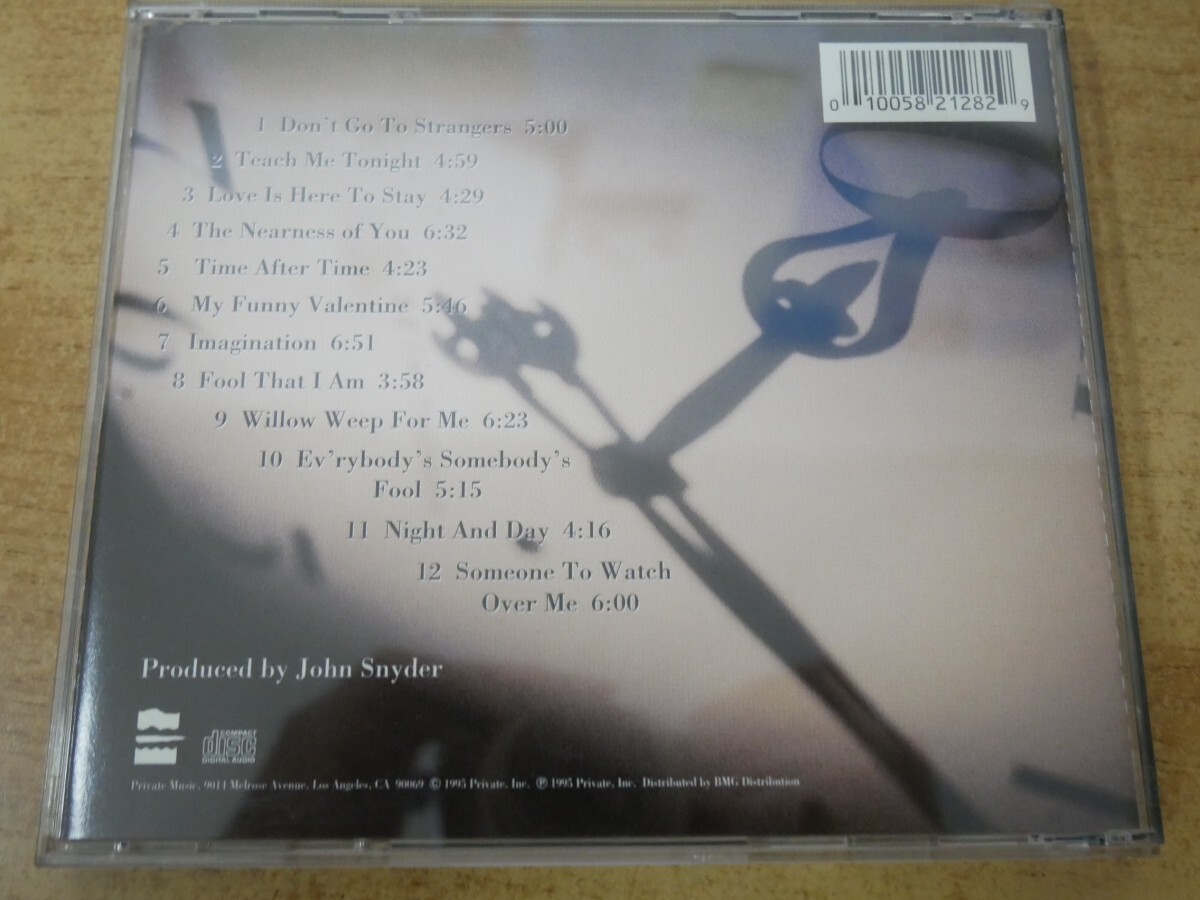 0 10058 21282 9
1 Don't Go To Strangers 5:00
2 Teach Me Tonight 4:59
3 Love Is Here To Stay 4:29
4 The Nearness of You 6:32
5 Time After Time 4:23
6 My Funny Valentine 5:46
7 Imagination 6:51
8 Fool That I Am 3:58
9 Willow Weep For Me 6:23
10 Ev'rybody's Somebody's
Fool 5:15
11 Night And Day 4:16
12 Someone To Watch
Over Me 6:00
Produced by John Snyder
COMPACT
disc
DIGITAL AUDIO
Private Music, 9014 Melrose Avenue, Los Angeles, CA 90069 © 1995 Private, Inc. ℗ 1995 Private, Inc. Distributed by BMG Distribution